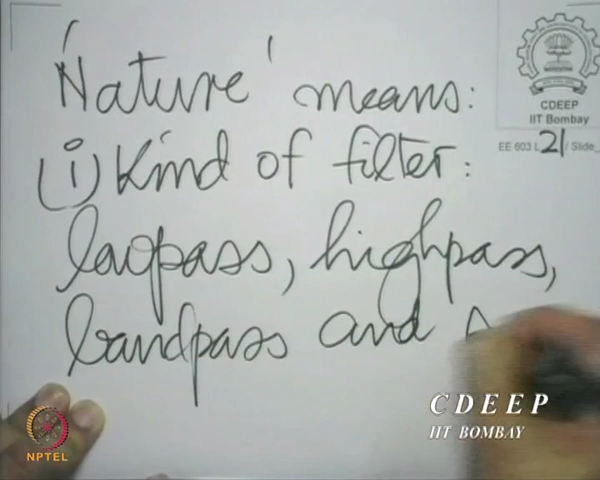 'Nature' means:
(i) Kind of filter:
lowpass, highpass,
bandpass and
CDEEP
IIT Bombay
EE 603 L 21 / Slide_
CDEEP
IIT BOMBAY
NPTEL